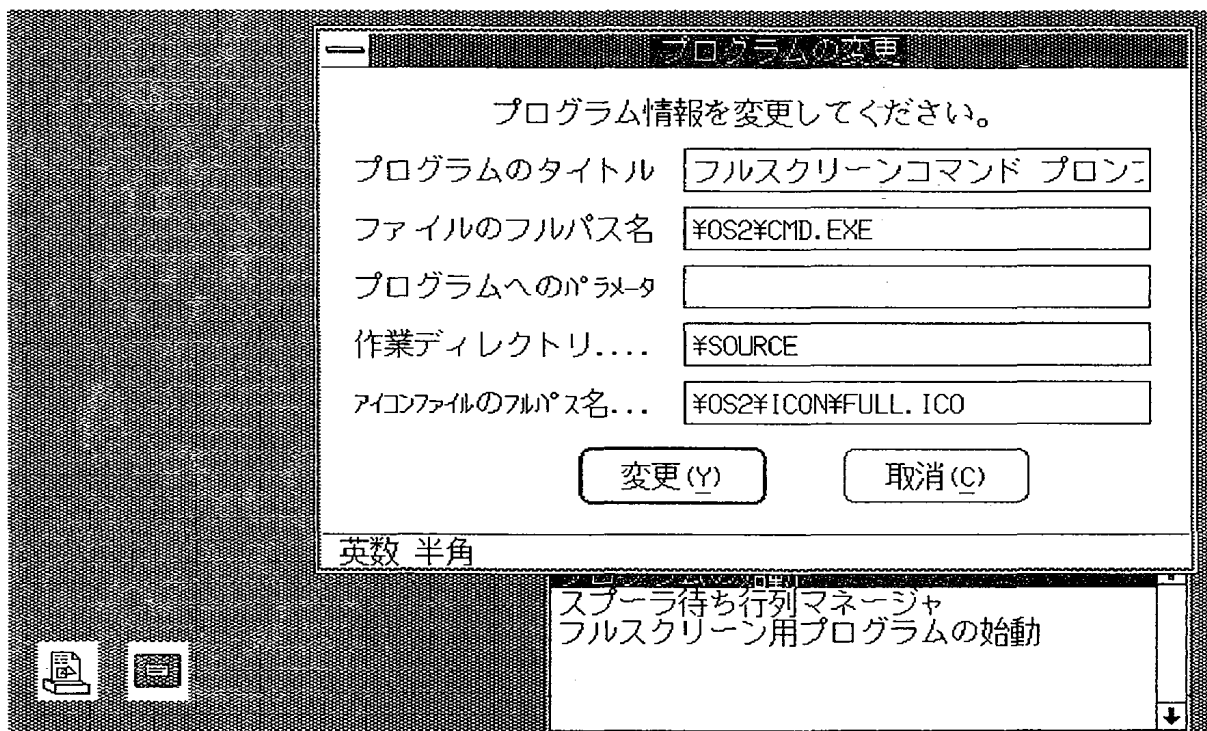 プログラムの変更
プログラム情報を変更してください。
プログラムのタイトル フルスクリーンコマンド プロン
ファイルのフルパス名 ¥OS2¥CMD.EXE
プログラムへのﾊﾟﾗﾒｰﾀ
作業ディレクトリ.... ¥SOURCE
ｱｲｺﾝﾌｧｲﾙのﾌﾙﾊﾟｽ名... ¥OS2¥ICON¥FULL.ICO
変更(Y) 取消(C)
英数 半角
スプーラ待ち行列マネージャ
フルスクリーン用プログラムの始動